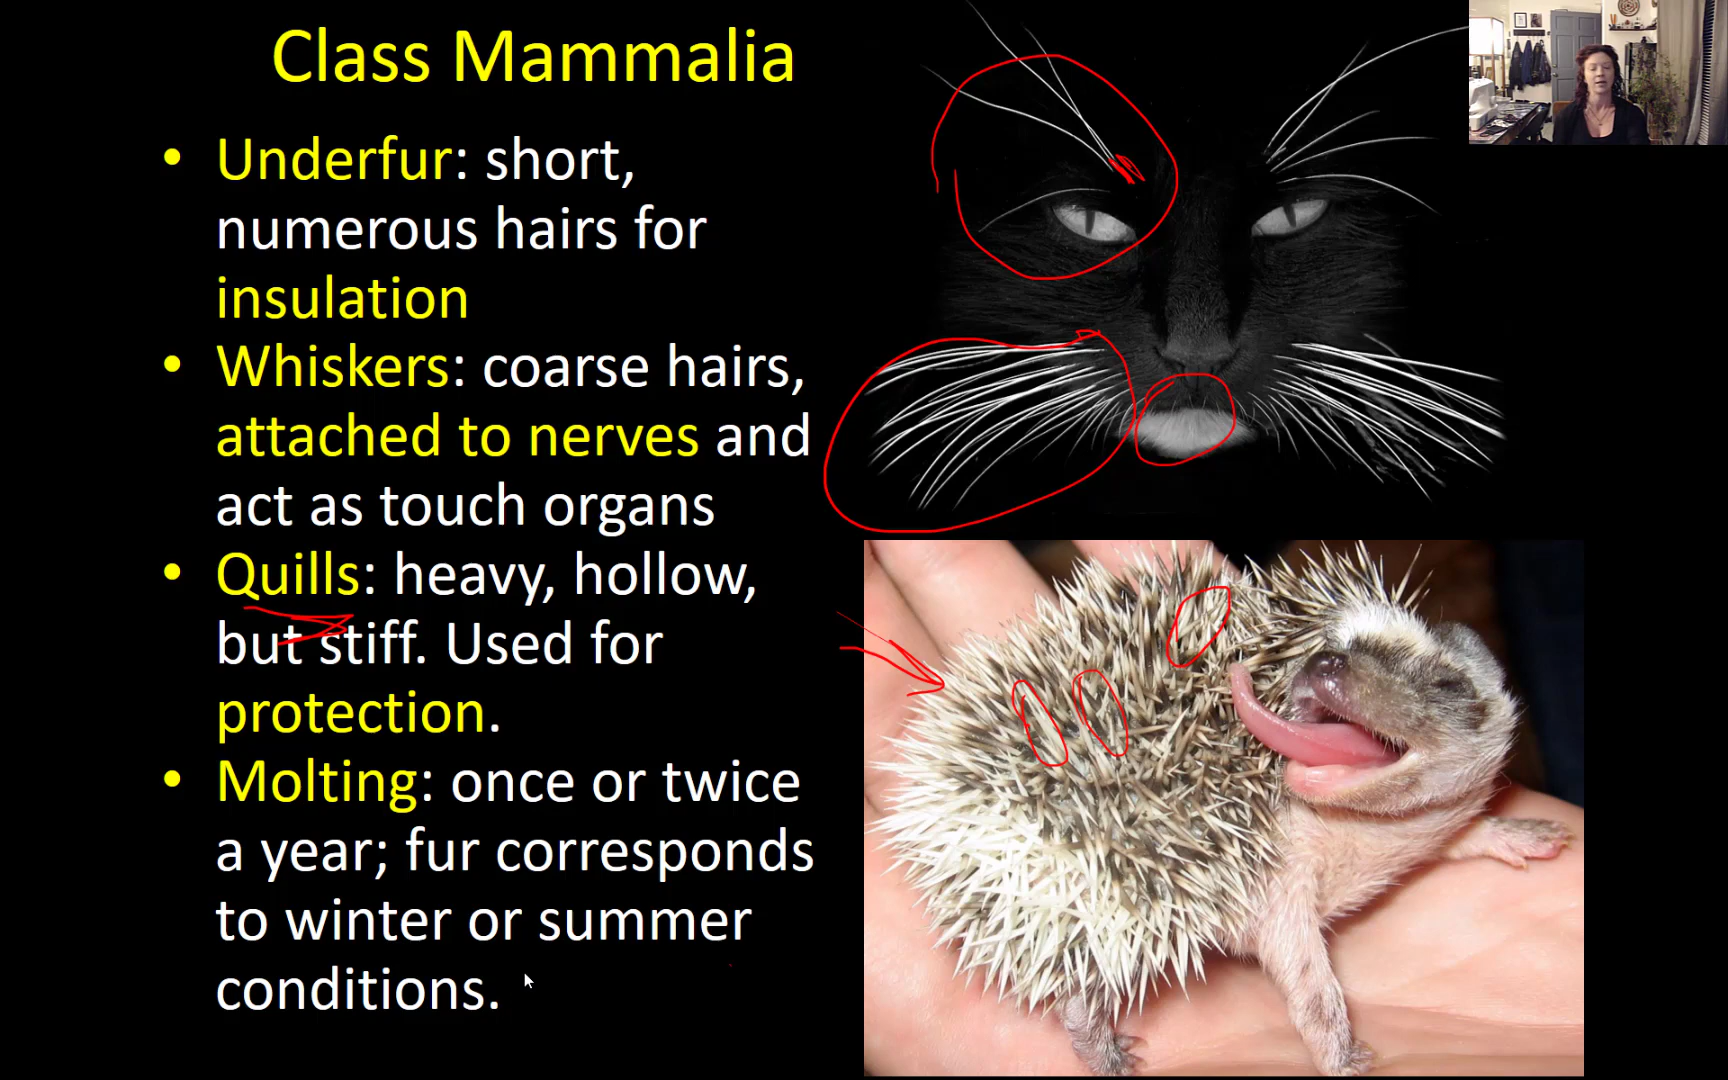 Class Mammalia
• Underfur: short,
numerous hairs for
insulation
• Whiskers: coarse hairs,
attached to nerves and
act as touch organs
• Quills: heavy, hollow,
but stiff. Used for
protection.
• Molting: once or twice
a year; fur corresponds
to winter or summer
conditions.